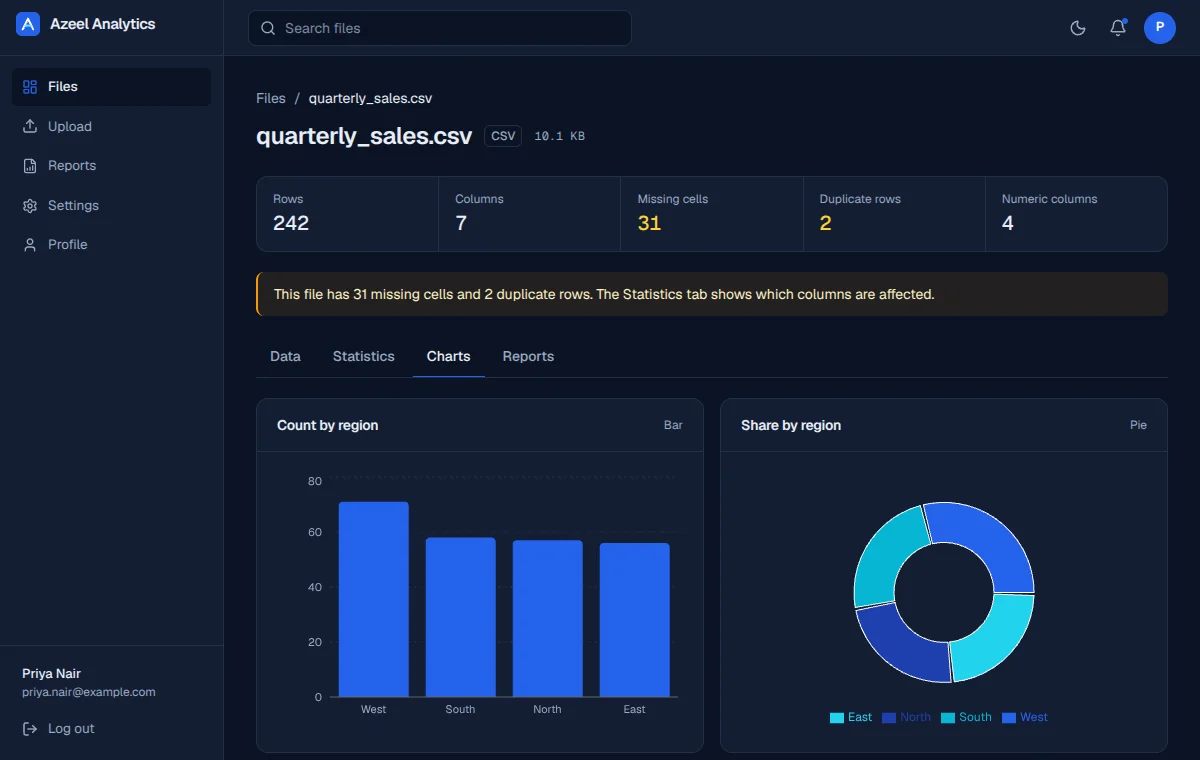 Azeel Analytics
Search files
P
Files
Upload
Reports
Settings
Profile
Priya Nair
priya.nair@example.com
Log out
Files / quarterly_sales.csv
quarterly_sales.csv CSV 10.1 KB
Rows
242
Columns
7
Missing cells
31
Duplicate rows
2
Numeric columns
4
This file has 31 missing cells and 2 duplicate rows. The Statistics tab shows which columns are affected.
Data Statistics Charts Reports
Count by region Bar
80
60
40
20
0
West South North East
Share by region Pie
East North South West